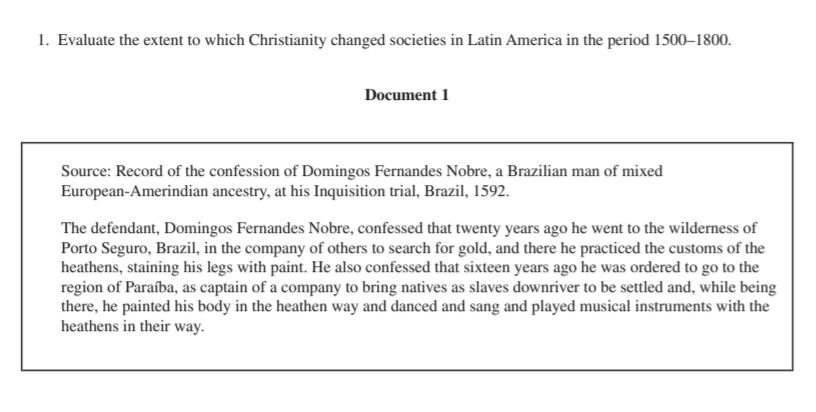 1. Evaluate the extent to which Christianity changed societies in Latin America in the period 1500–1800.
Document 1
Source: Record of the confession of Domingos Fernandes Nobre, a Brazilian man of mixed
European-Amerindian ancestry, at his Inquisition trial, Brazil, 1592.
The defendant, Domingos Fernandes Nobre, confessed that twenty years ago he went to the wilderness of
Porto Seguro, Brazil, in the company of others to search for gold, and there he practiced the customs of the
heathens, staining his legs with paint. He also confessed that sixteen years ago he was ordered to go to the
region of Paraíba, as captain of a company to bring natives as slaves downriver to be settled and, while being
there, he painted his body in the heathen way and danced and sang and played musical instruments with the
heathens in their way.